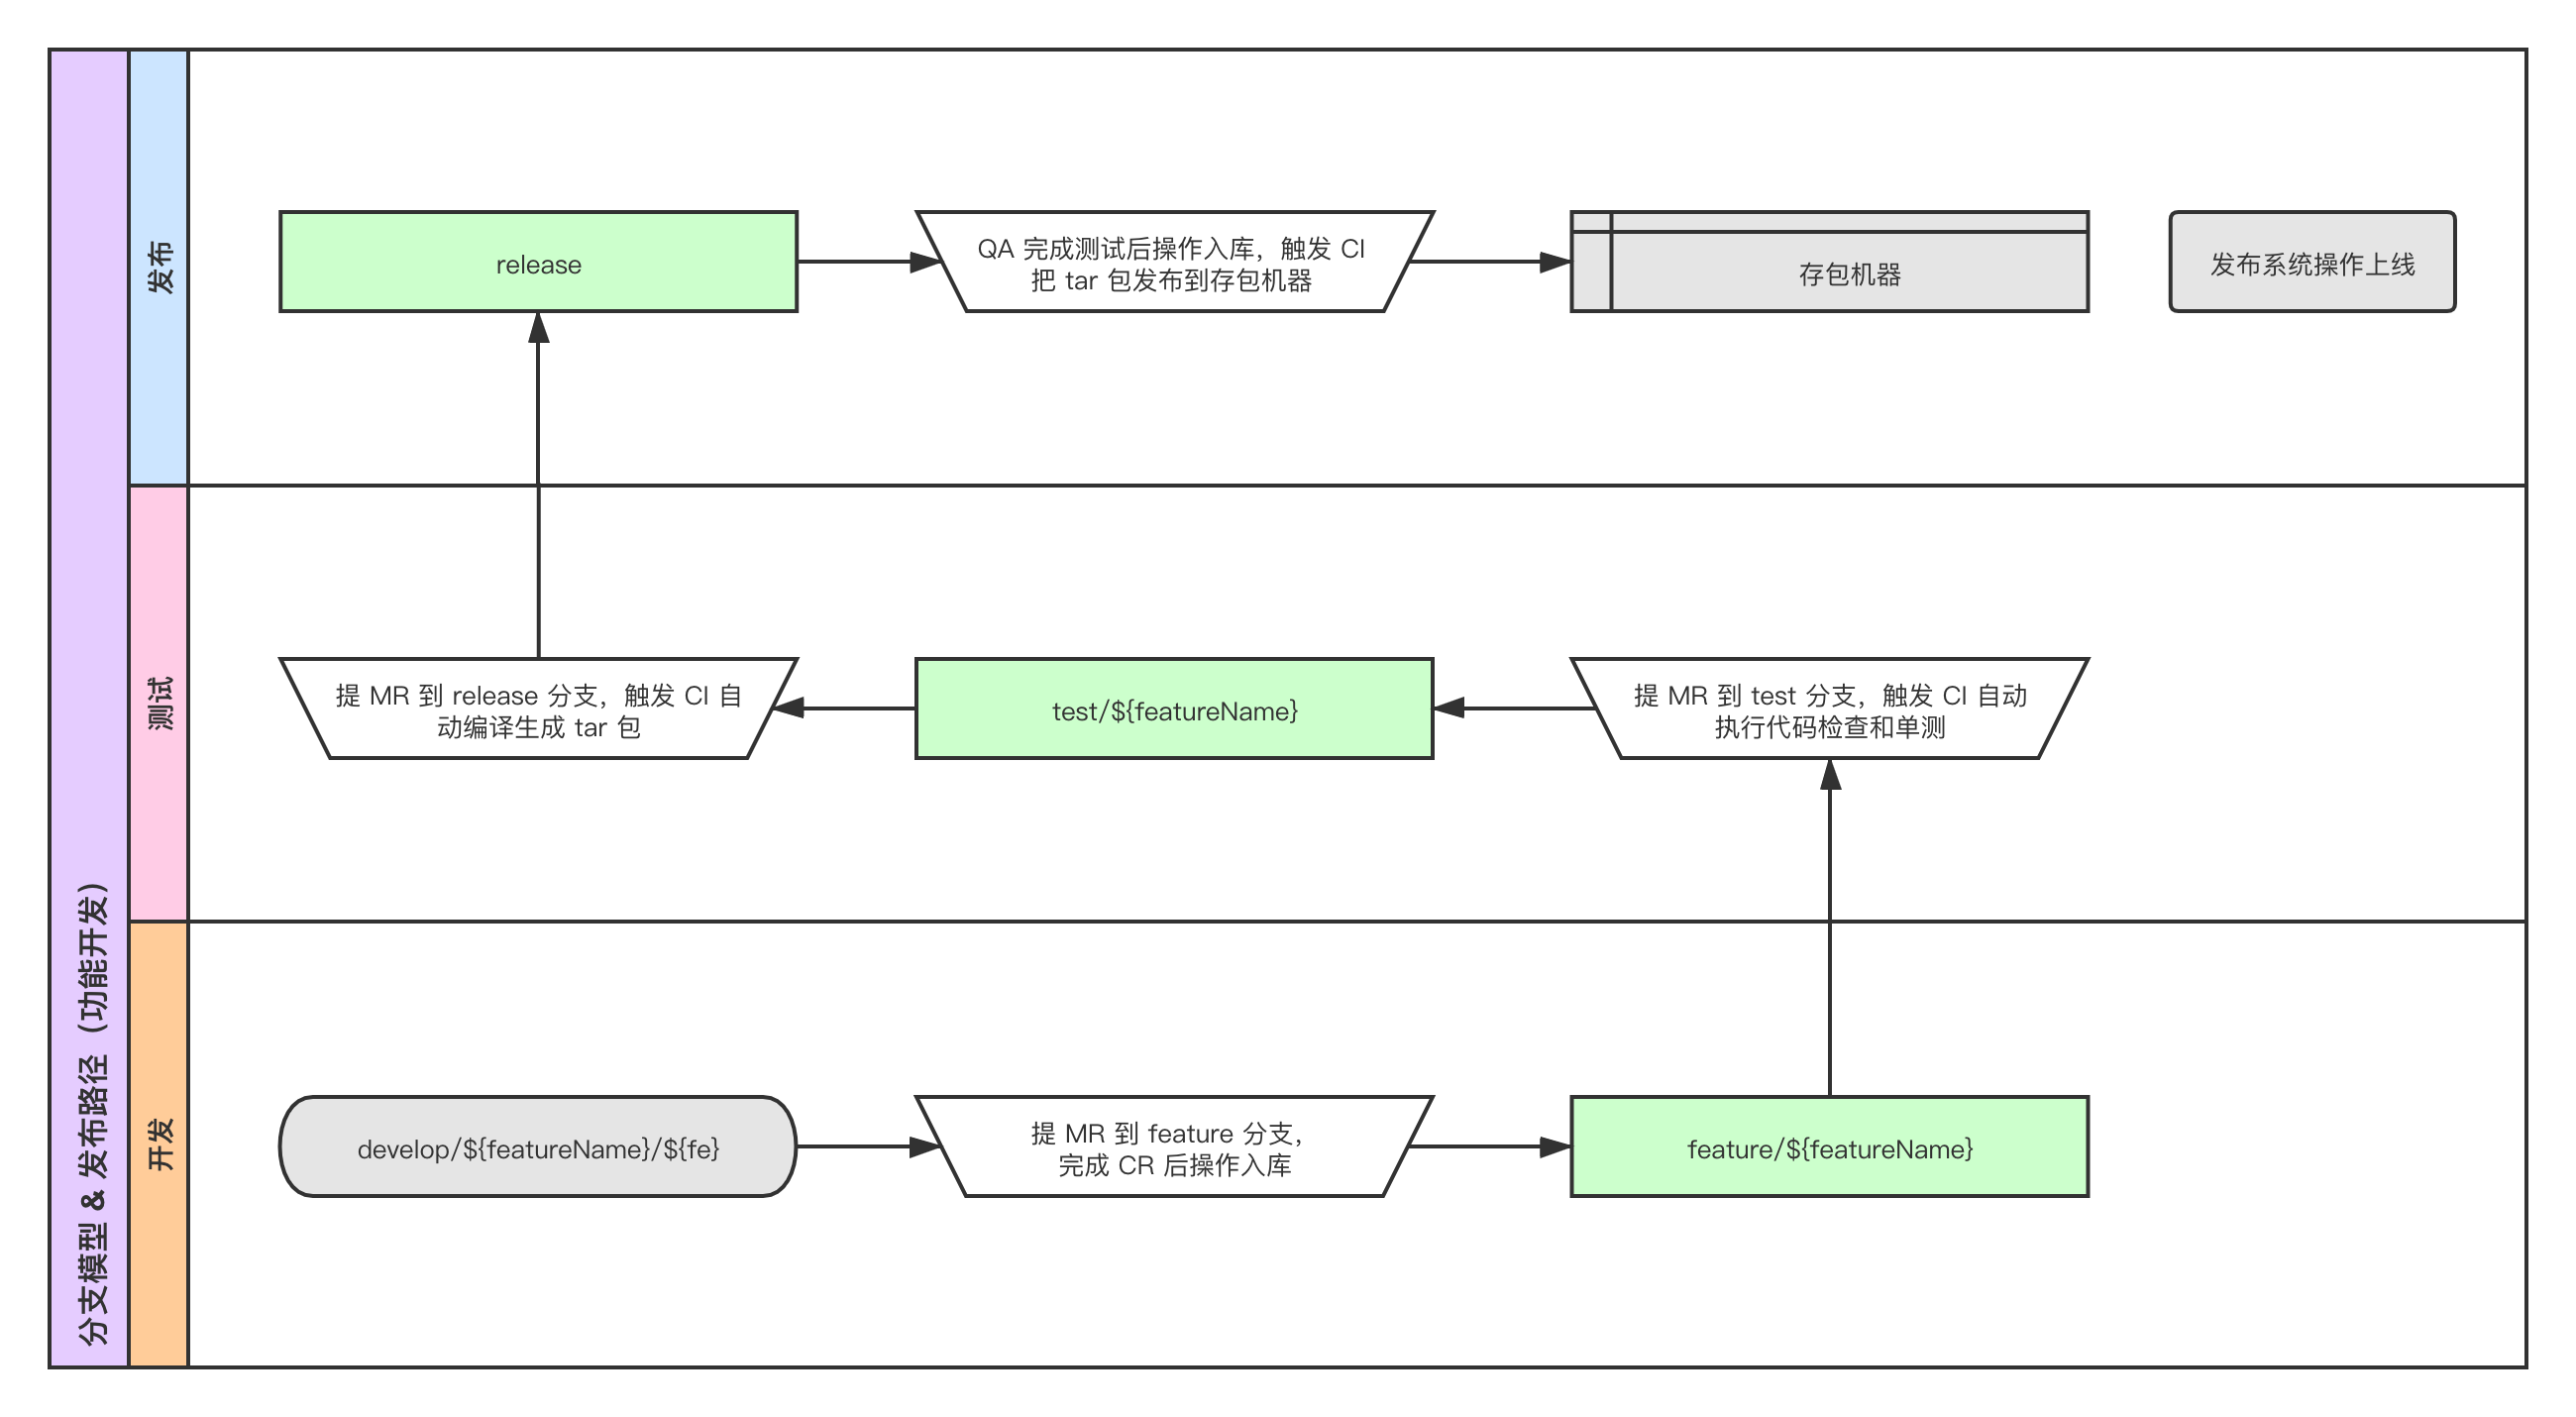 分支模型 & 发布路径（功能开发）
发布
release
QA 完成测试后操作入库，触发 CI
把 tar 包发布到存包机器
存包机器
发布系统操作上线
测试
提 MR 到 release 分支，触发 CI 自
动编译生成 tar 包
test/${featureName}
提 MR 到 test 分支，触发 CI 自动
执行代码检查和单测
开发
develop/${featureName}/${fe}
提 MR 到 feature 分支，
完成 CR 后操作入库
feature/${featureName}